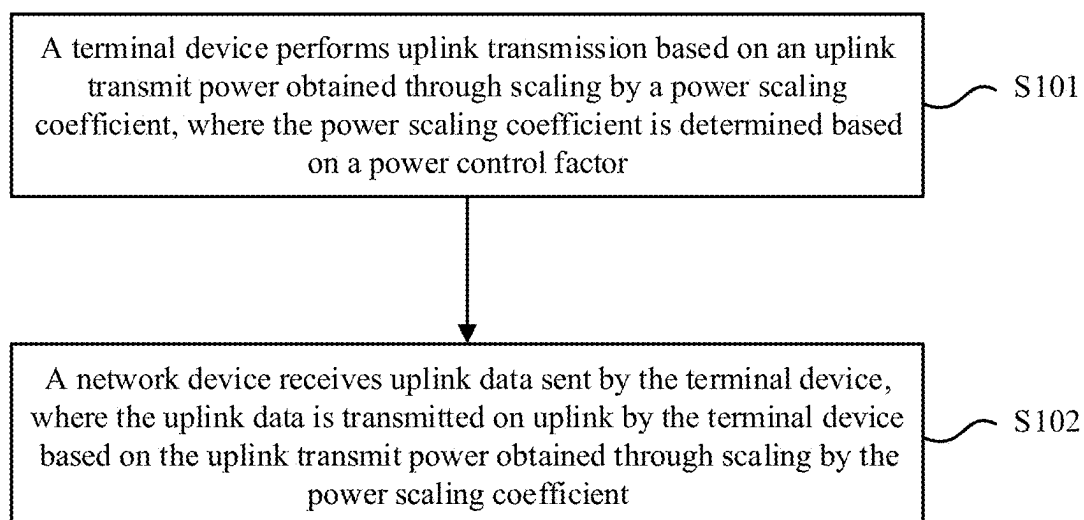 A terminal device performs uplink transmission based on an uplink
transmit power obtained through scaling by a power scaling
coefficient, where the power scaling coefficient is determined based
on a power control factor
S101
A network device receives uplink data sent by the terminal device,
where the uplink data is transmitted on uplink by the terminal device
based on the uplink transmit power obtained through scaling by the
power scaling coefficient
S102